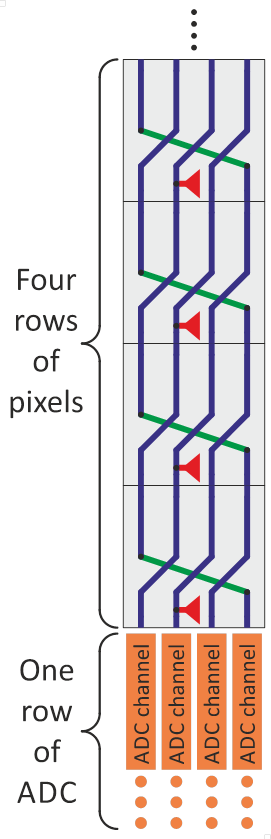 Four
rows
of
pixels
One
row
of
ADC
ADC channel
ADC channel
ADC channel
ADC channel